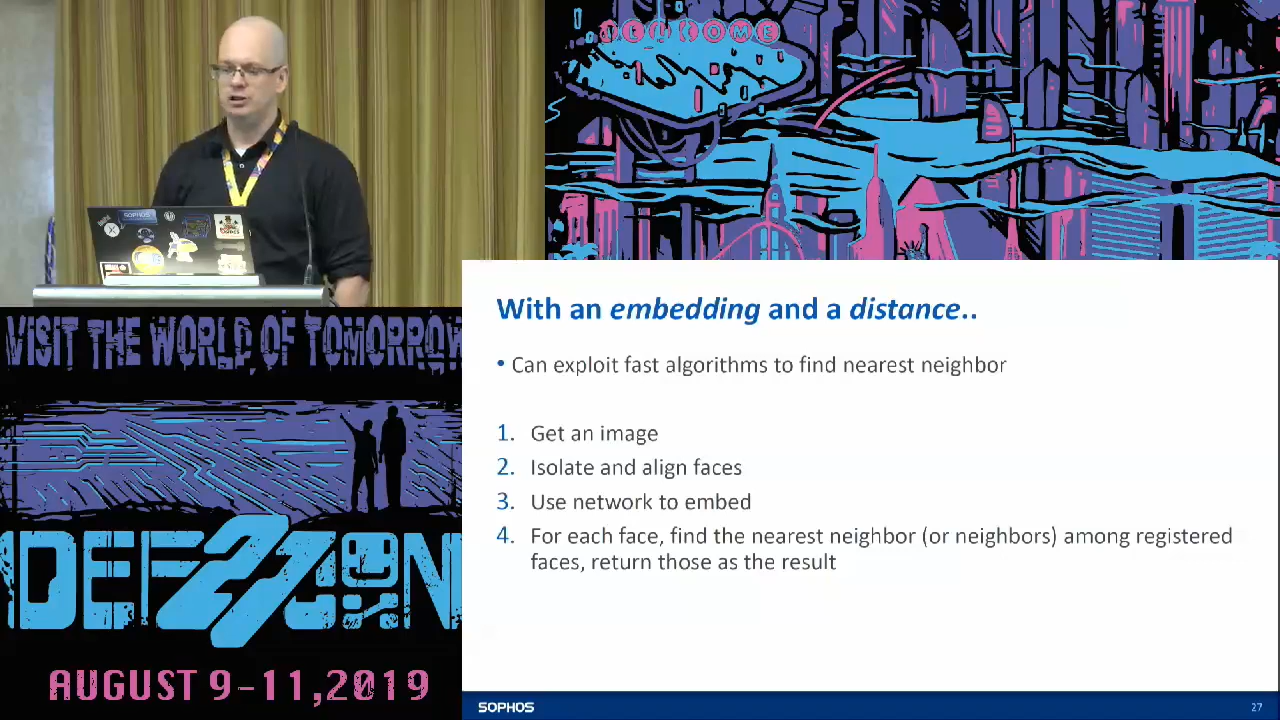 WELCOME
SOPHOS
VISIT THE WORLD OF TOMORROW
DEFCON
27
AUGUST 9-11,2019
With an embedding and a distance..
• Can exploit fast algorithms to find nearest neighbor
1. Get an image
2. Isolate and align faces
3. Use network to embed
4. For each face, find the nearest neighbor (or neighbors) among registered
faces, return those as the result
SOPHOS
27